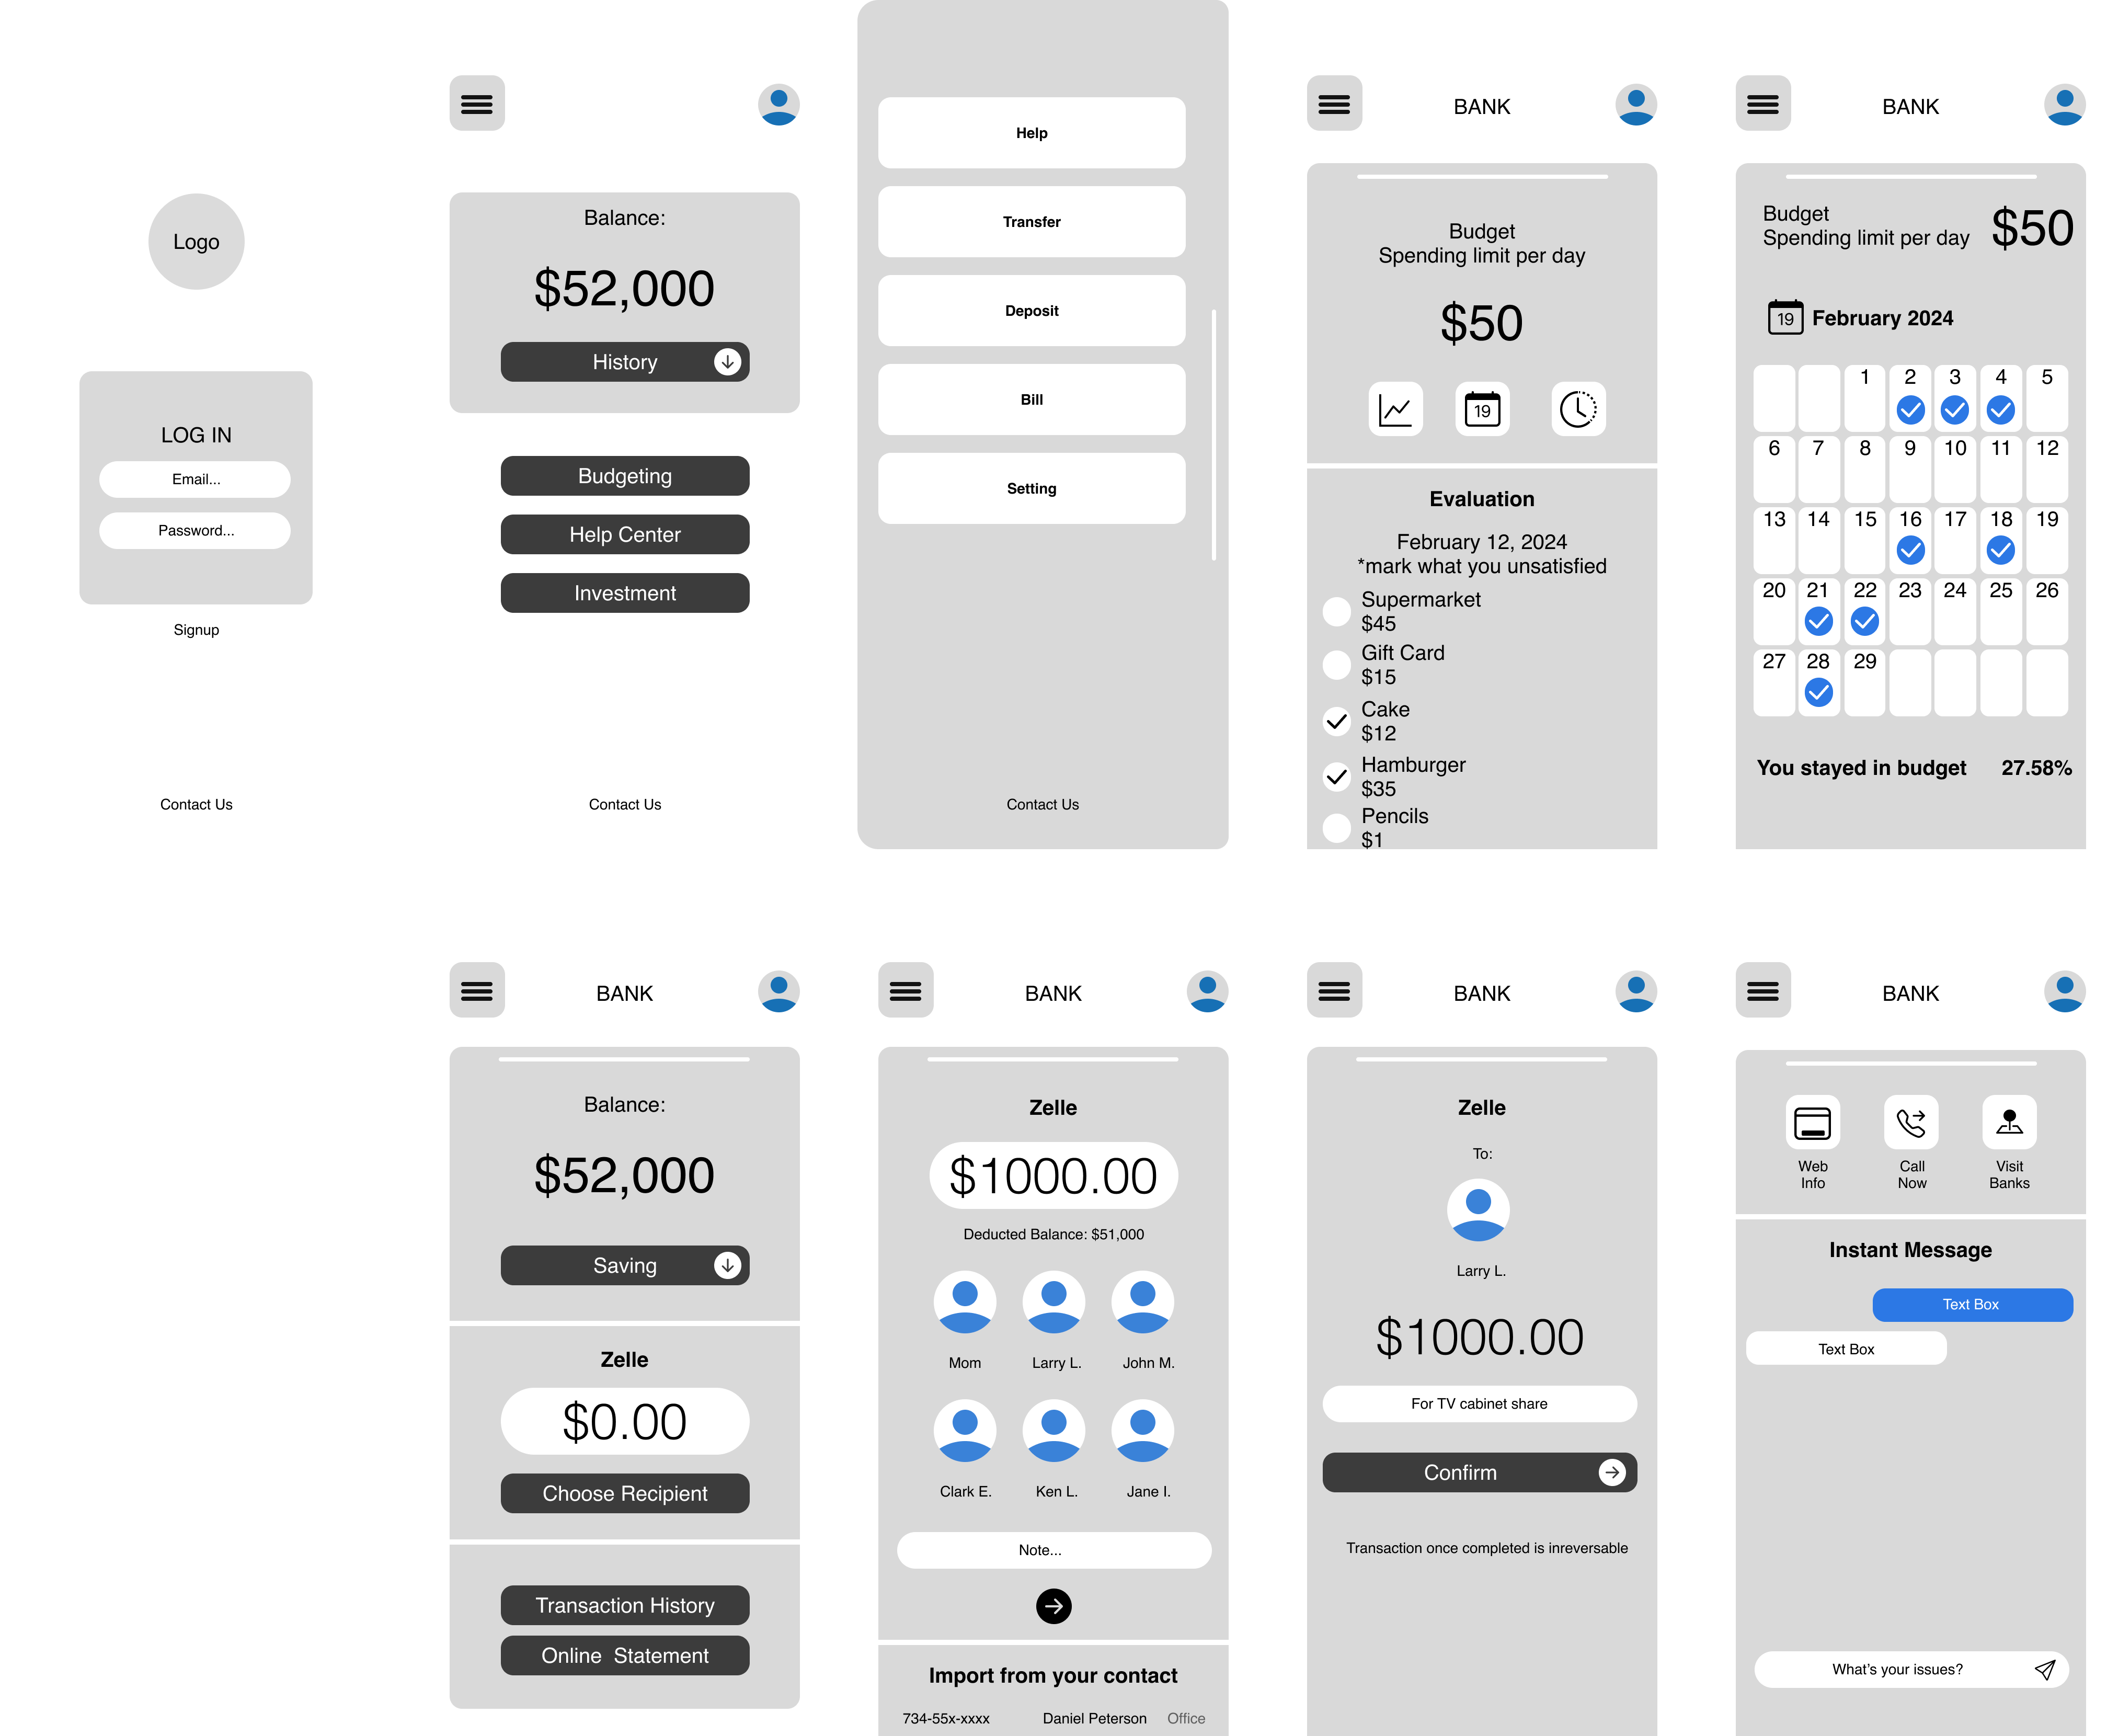 Logo
LOG IN
Email...
Password...
Signup
Contact Us
Balance:
$52,000
History
Budgeting
Help Center
Investment
Contact Us
Help
Transfer
Deposit
Bill
Setting
Contact Us
BANK
Budget
Spending limit per day
$50
19
Evaluation
February 12, 2024
*mark what you unsatisfied
Supermarket
$45
Gift Card
$15
Cake
$12
Hamburger
$35
Pencils
$1
BANK
Budget
Spending limit per day
$50
19
February 2024
1 2 3 4 5
6 7 8 9 10 11 12
13 14 15 16 17 18 19
20 21 22 23 24 25 26
27 28 29
You stayed in budget 27.58%
BANK
Balance:
$52,000
Saving
Zelle
$0.00
Choose Recipient
Transaction History
Online Statement
BANK
Zelle
$1000.00
Deducted Balance: $51,000
Mom Larry L. John M.
Clark E. Ken L. Jane I.
Note...
Import from your contact
734-55x-xxxx Daniel Peterson Office
BANK
Zelle
To:
Larry L.
$1000.00
For TV cabinet share
Confirm
Transaction once completed is inreversable
BANK
Web
Info
Call
Now
Visit
Banks
Instant Message
Text Box
Text Box
What's your issues?